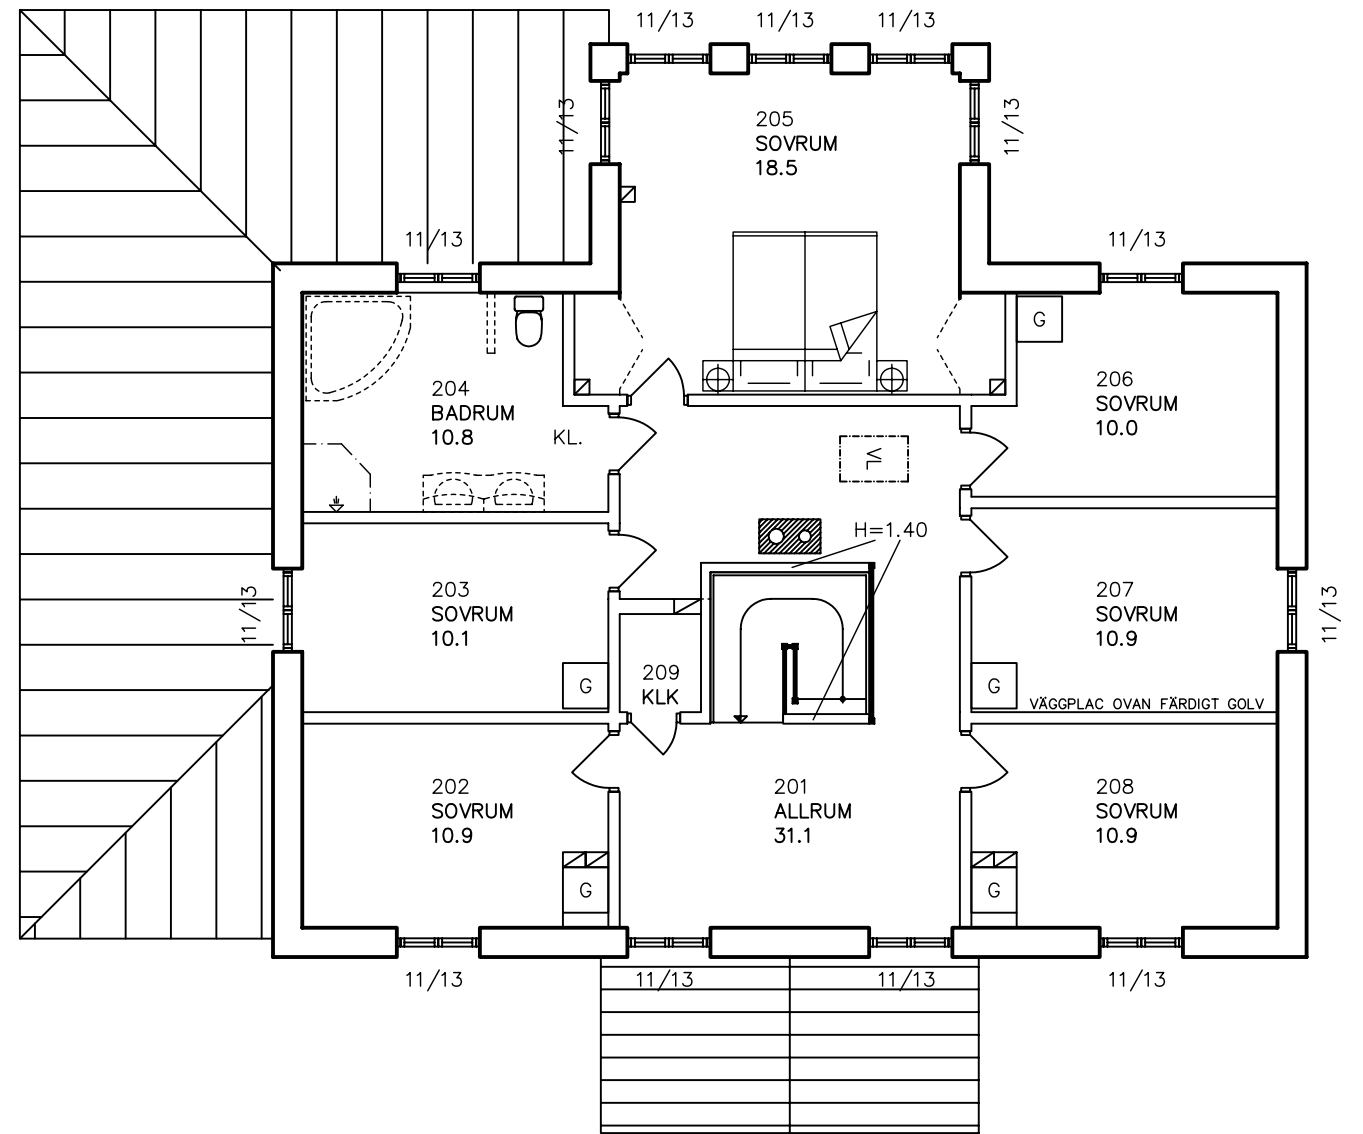 11/13
11/13
11/13
11/13
11/13
205
SOVRUM
18.5
11/13
11/13
G
204
BADRUM
10.8
KL.
206
SOVRUM
10.0
VL
H=1.40
203
SOVRUM
10.1
11/13
207
SOVRUM
10.9
11/13
G
209
KLK
G
VÄGGPLAC OVAN FÄRDIGT GOLV
202
SOVRUM
10.9
201
ALLRUM
31.1
208
SOVRUM
10.9
G
G
11/13
11/13
11/13
11/13